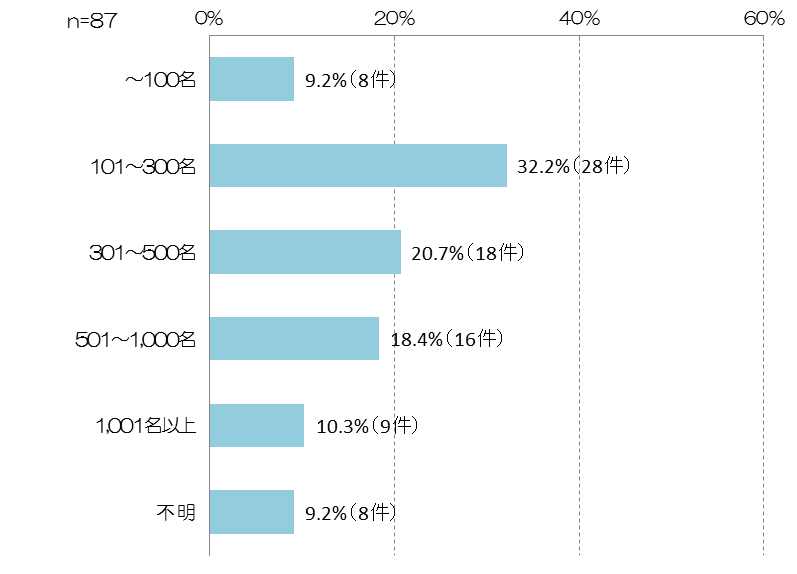 n=87
0% 20% 40% 60%
～100名 9.2%（8件）
101～300名 32.2%（28件）
301～500名 20.7%（18件）
501～1,000名 18.4%（16件）
1,001名以上 10.3%（9件）
不明 9.2%（8件）